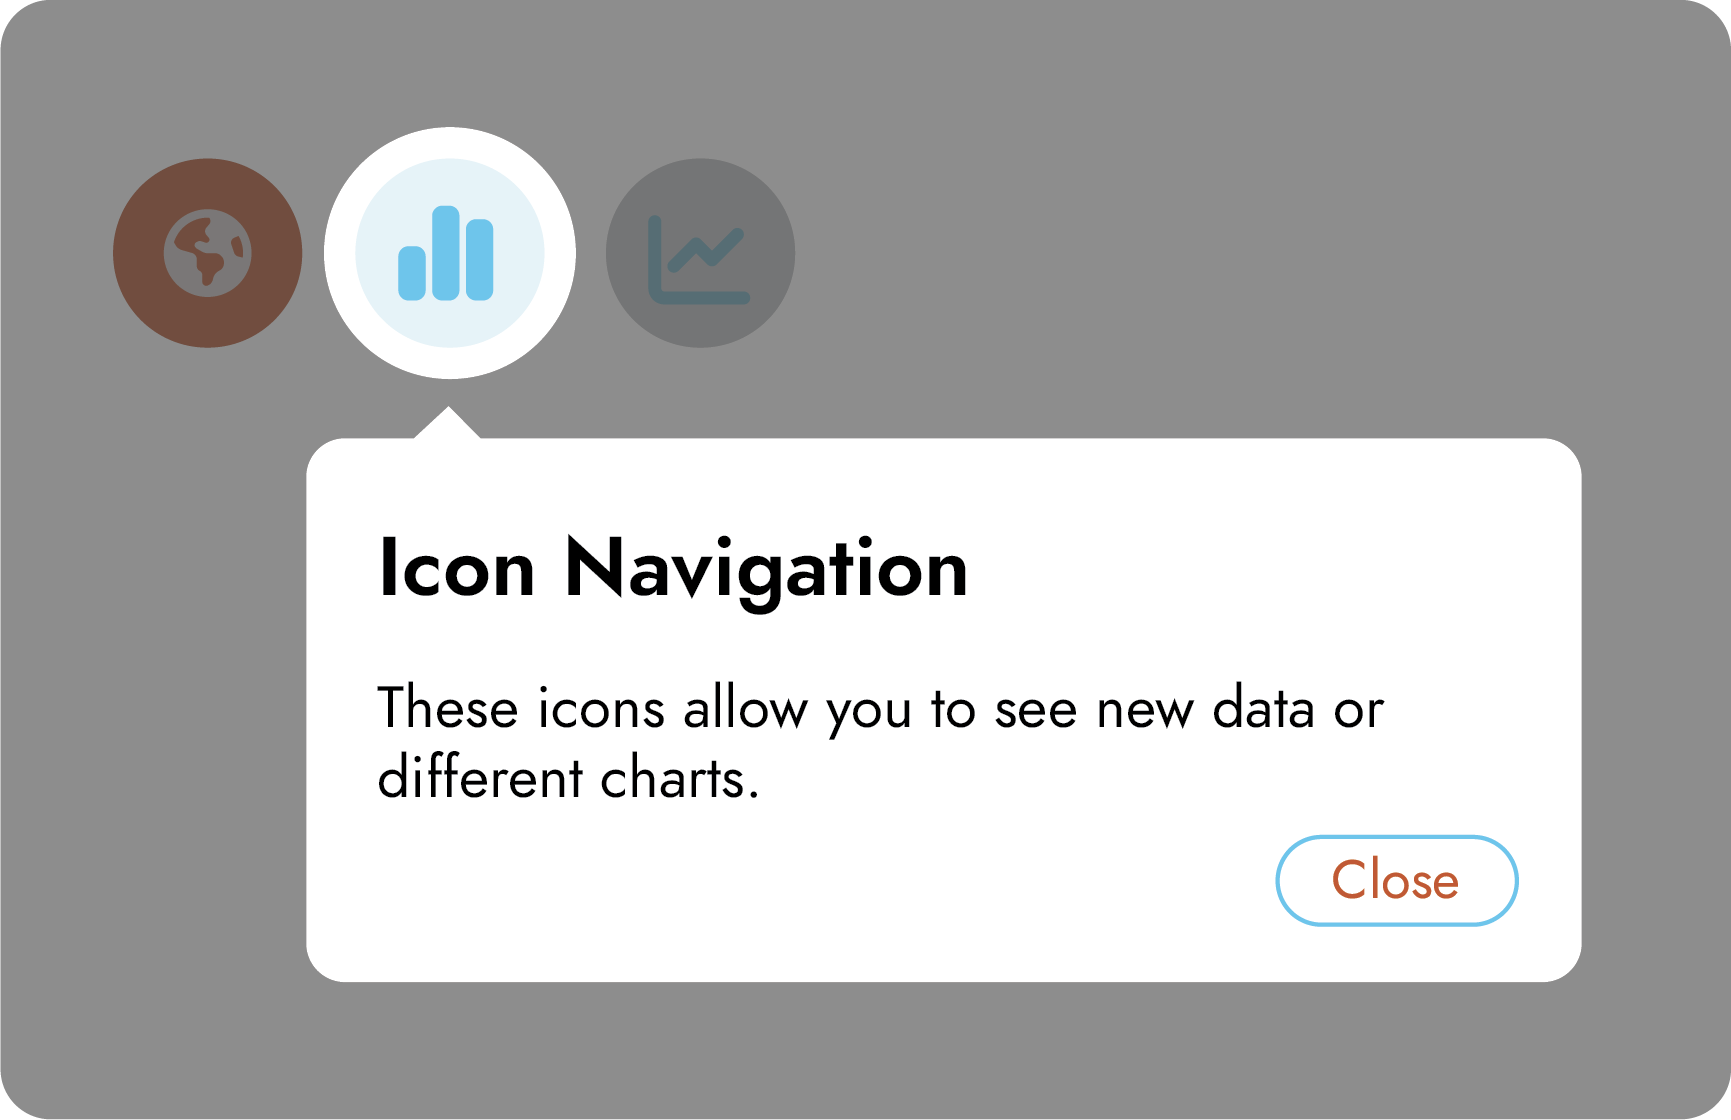 Icon Navigation
These icons allow you to see new data or
different charts.
Close